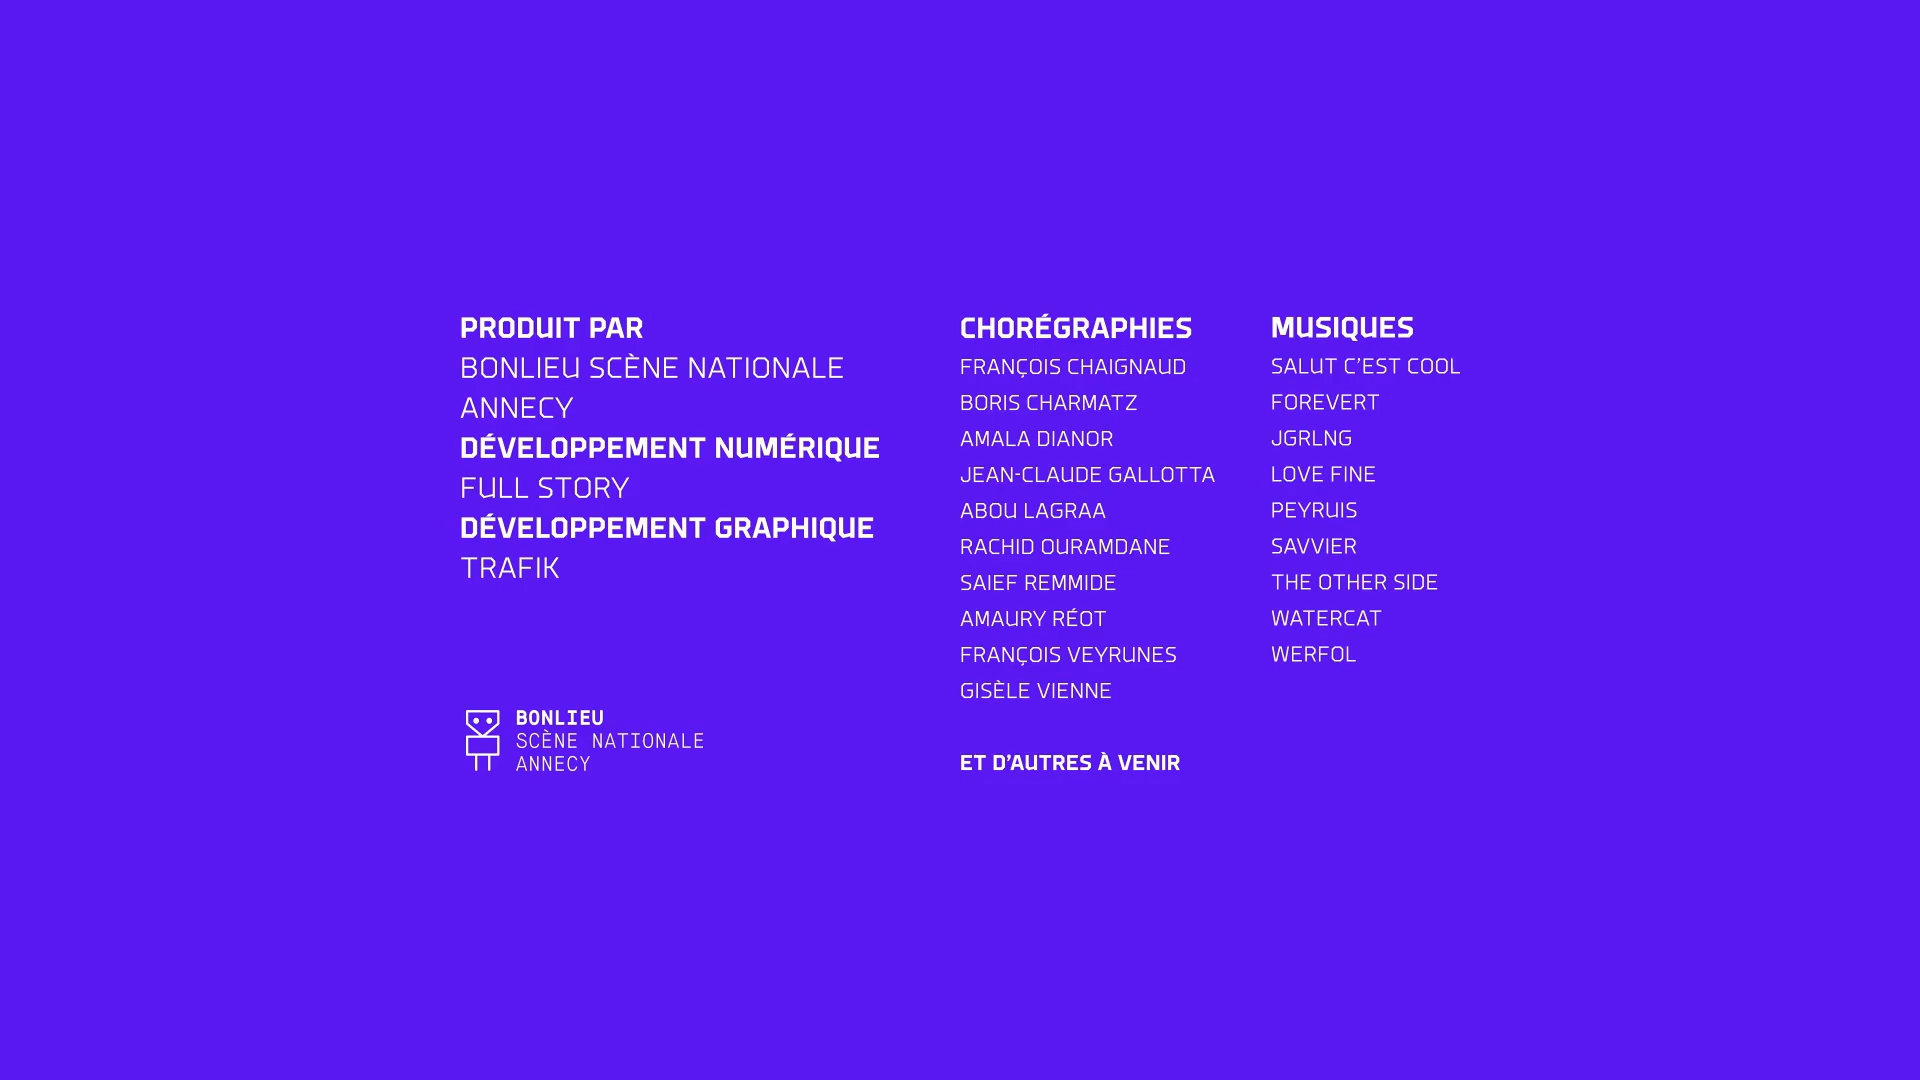 PRODUIT PAR
BONLIEU SCÈNE NATIONALE
ANNECY
DÉVELOPPEMENT NUMÉRIQUE
FULL STORY
DÉVELOPPEMENT GRAPHIQUE
TRAFIK
BONLIEU
SCÈNE NATIONALE
ANNECY
CHORÉGRAPHIES
FRANÇOIS CHAIGNAUD
BORIS CHARMATZ
AMALA DIANOR
JEAN-CLAUDE GALLOTTA
ABOU LAGRAA
RACHID OURAMDANE
SAIEF REMMIDE
AMAURY RÉOT
FRANÇOIS VEYRUNES
GISÈLE VIENNE
ET D’AUTRES À VENIR
MUSIQUES
SALUT C’EST COOL
FOREVERT
JGRLNG
LOVE FINE
PEYRUIS
SAVVIER
THE OTHER SIDE
WATERCAT
WERFOL